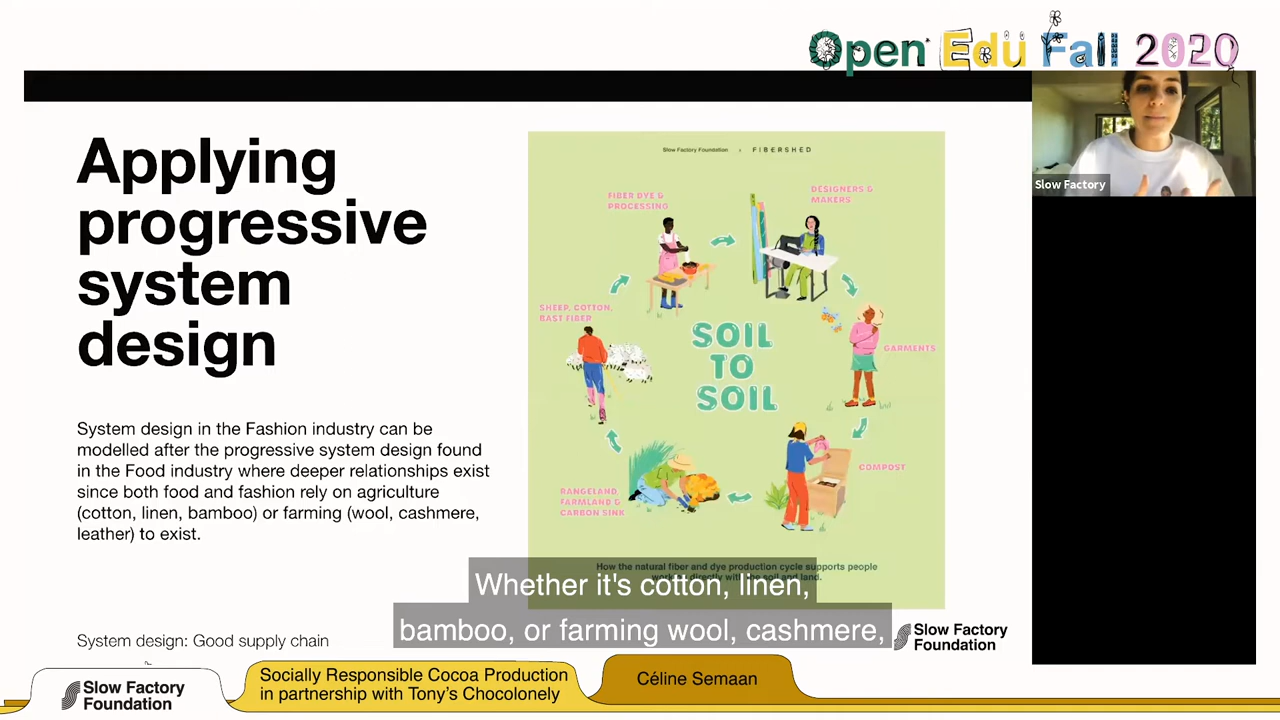 Open Edu Fall 2020
Applying
progressive
system
design
System design in the Fashion industry can be
modelled after the progressive system design found
in the Food industry where deeper relationships exist
since both food and fashion rely on agriculture
(cotton, linen, bamboo) or farming (wool, cashmere,
leather) to exist.
System design: Good supply chain
Slow Factory Foundation x FIBERSHED
FIBER DYE &
PROCESSING
DESIGNERS &
MAKERS
SHEEP, COTTON,
BAST FIBER
SOIL
TO
SOIL
GARMENTS
COMPOST
RANGELAND,
FARMLAND &
CARBON SINK
How the natural fiber and dye production cycle supports people
directly with the soil and land.
Whether it's cotton, linen,
bamboo, or farming wool, cashmere,
Slow Factory
Foundation
Slow Factory
Slow Factory
Foundation
Socially Responsible Cocoa Production
in partnership with Tony's Chocolonely
Céline Semaan